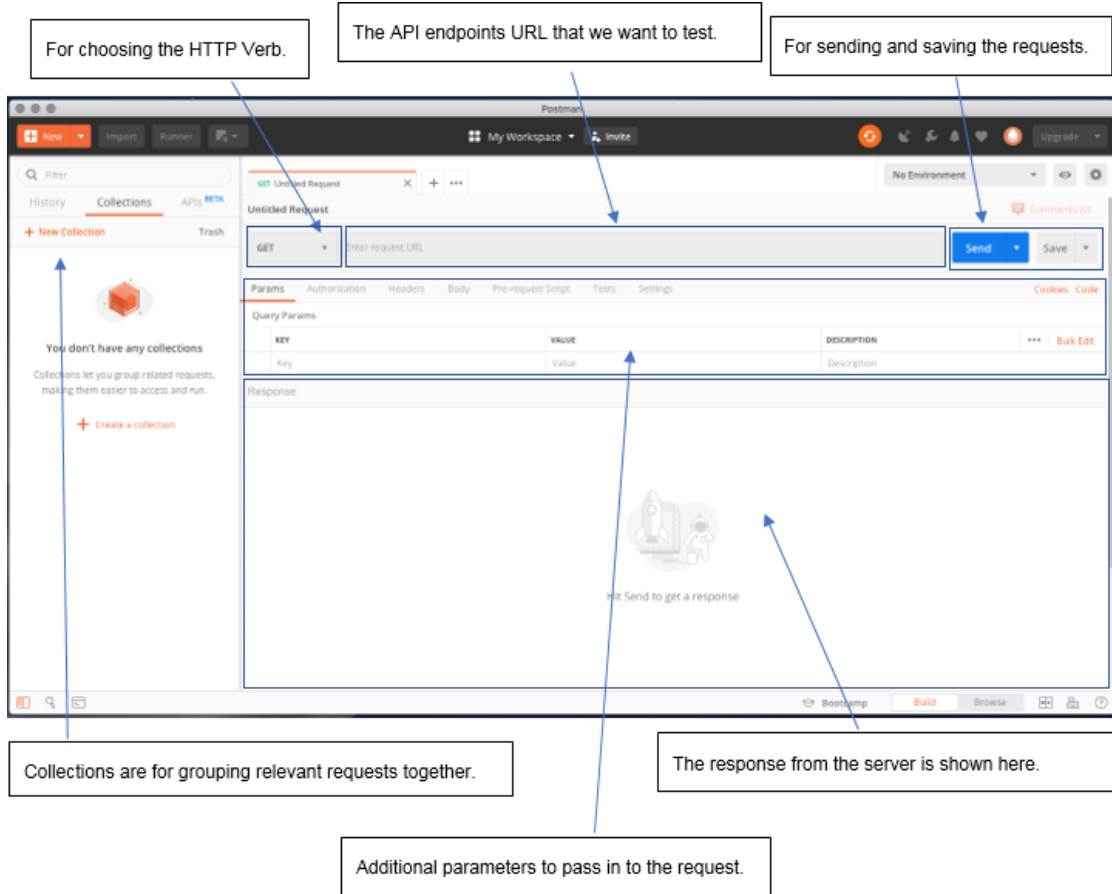 The API endpoints URL that we want to test.
For choosing the HTTP Verb.
For sending and saving the requests.
Postman
New Import Runner My Workspace Invite Upgrade
Filter
GET Untitled Request
No Environment
History Collections APIs BETA
Untitled Request
Comments (0)
+ New Collection Trash
GET Enter request URL Send Save
Params Authorization Headers Body Pre-request Script Tests Settings Cookies Code
Query Params
KEY VALUE DESCRIPTION ••• Bulk Edit
Key Value Description
You don't have any collections
Collections let you group related requests,
making them easier to access and run.
+ Create a collection
Response
Hit Send to get a response
Bootcamp Build Browse
Collections are for grouping relevant requests together.
The response from the server is shown here.
Additional parameters to pass in to the request.